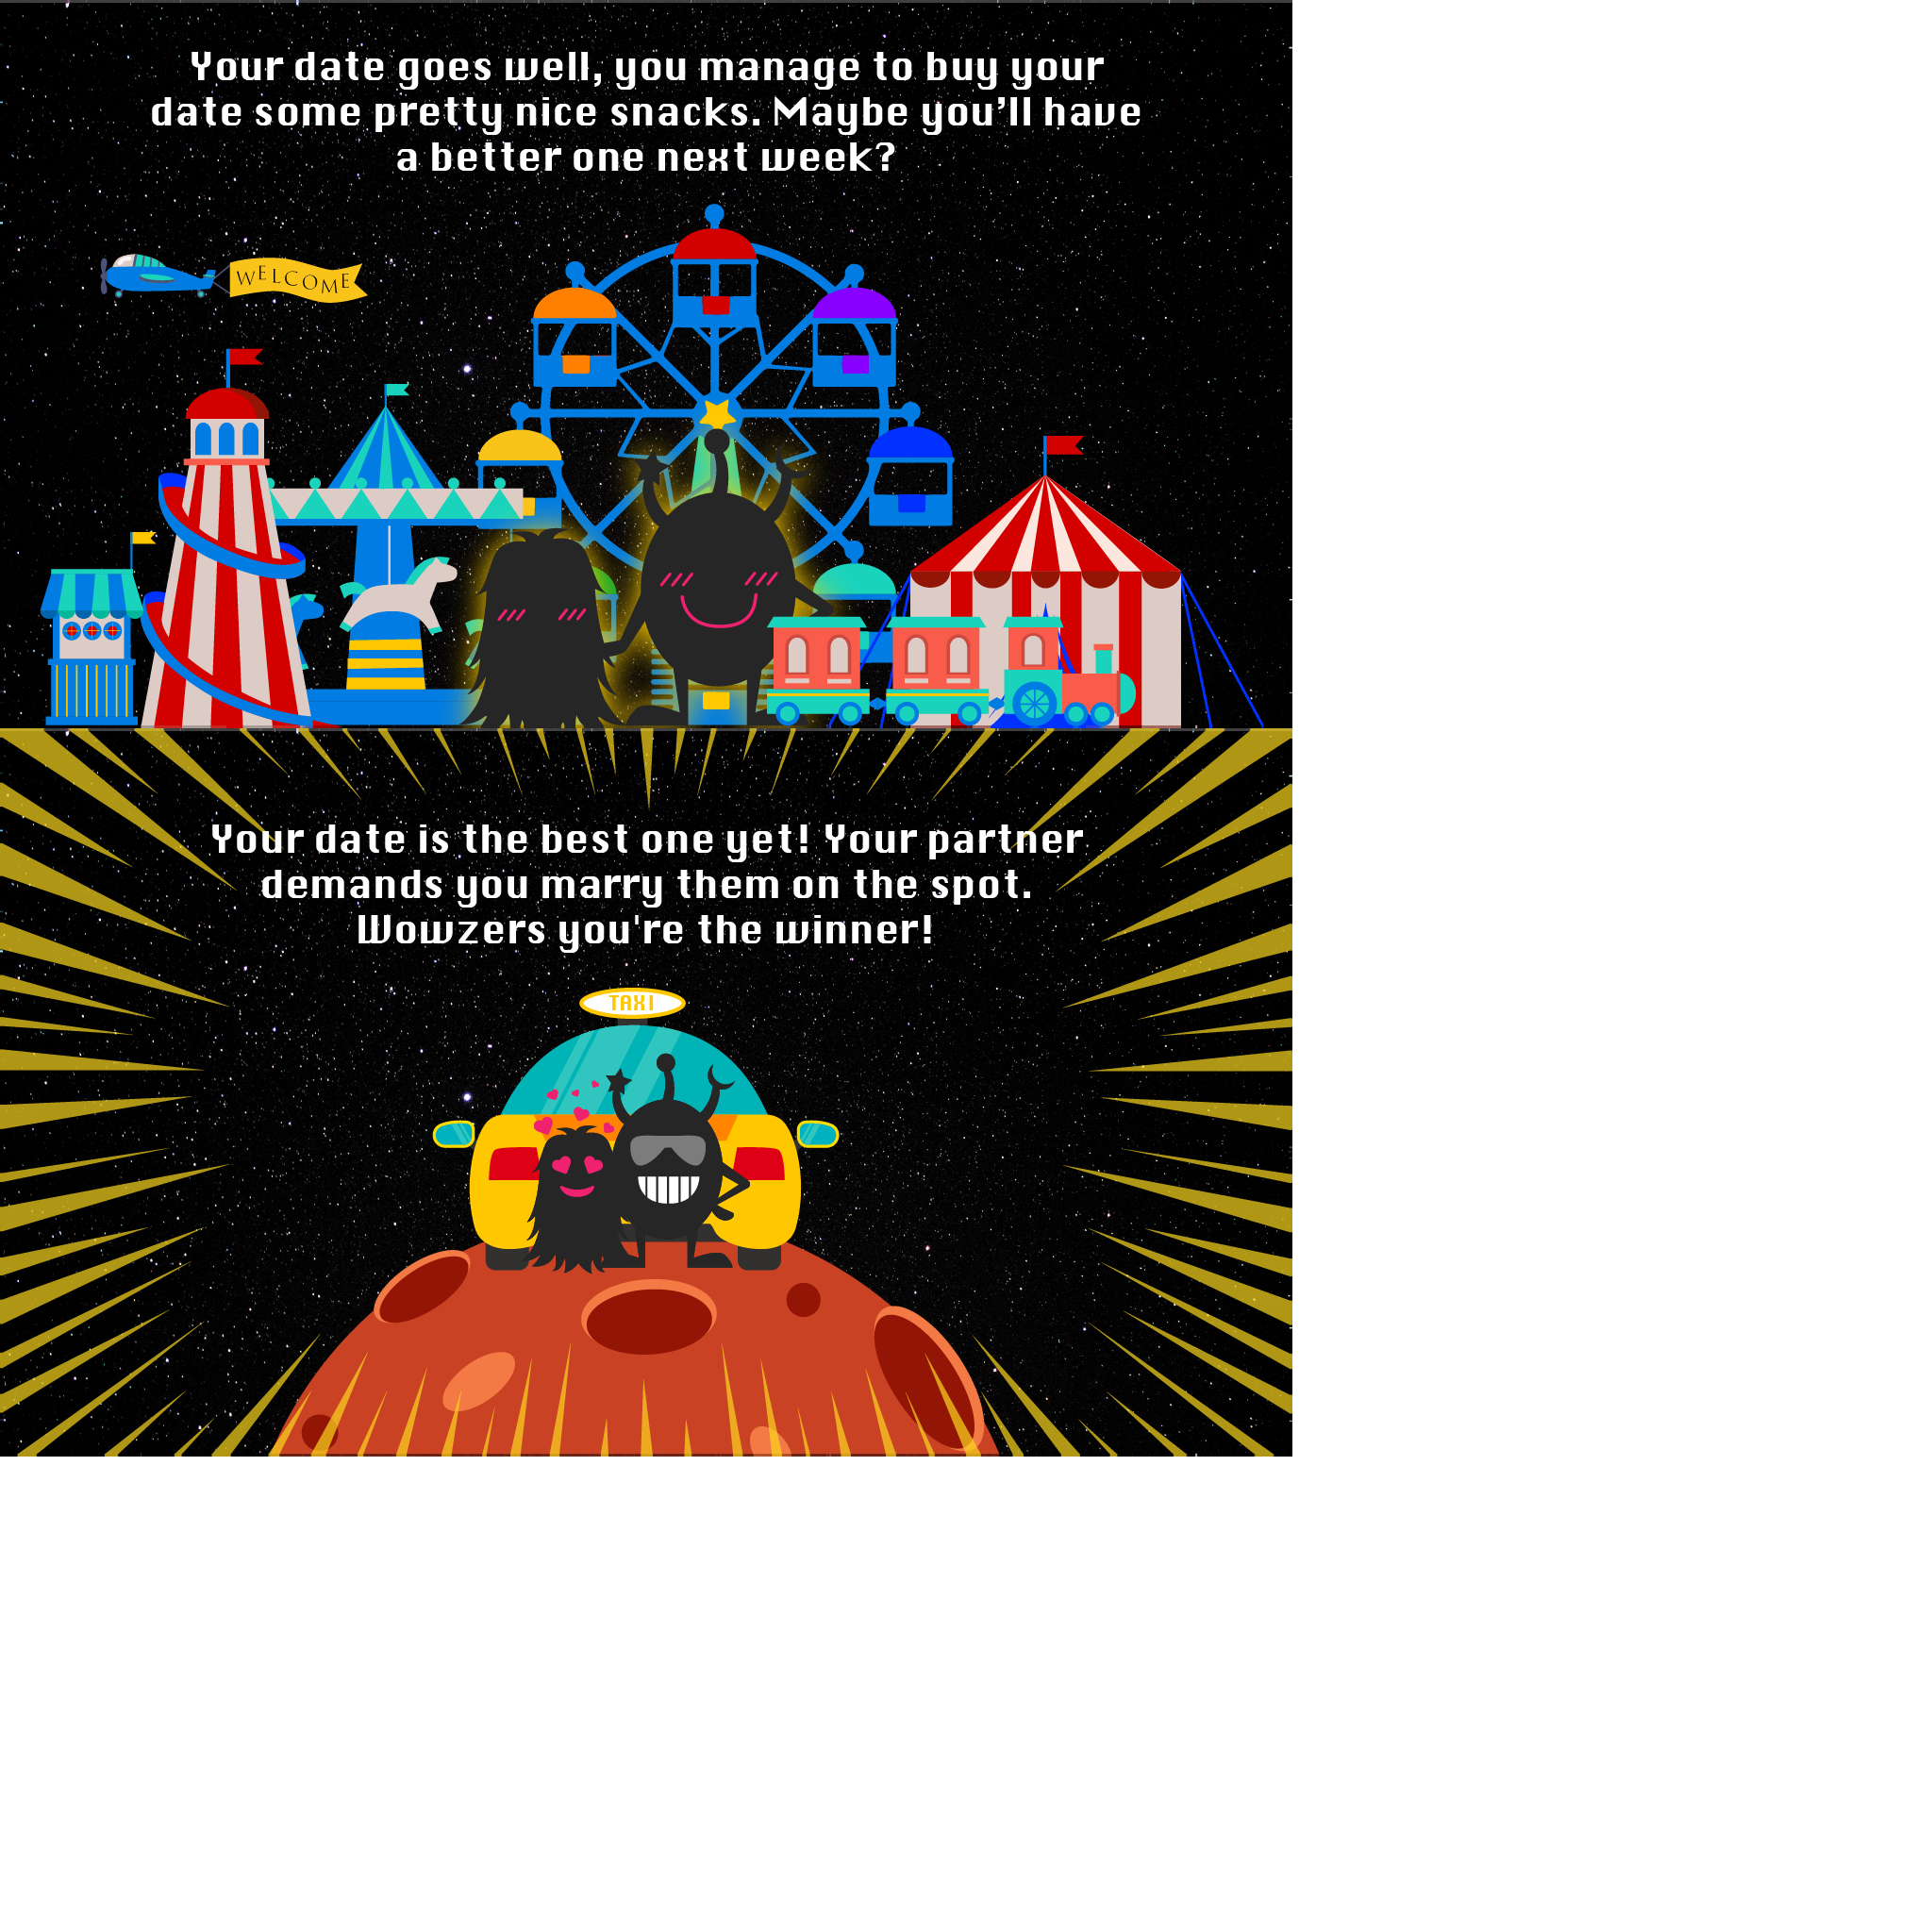 Your date goes well, you manage to buy your
date some pretty nice snacks. Maybe you’ll have
a better one next week?
WELCOME
Your date is the best one yet! Your partner
demands you marry them on the spot.
Wowzers you're the winner!
TAXI